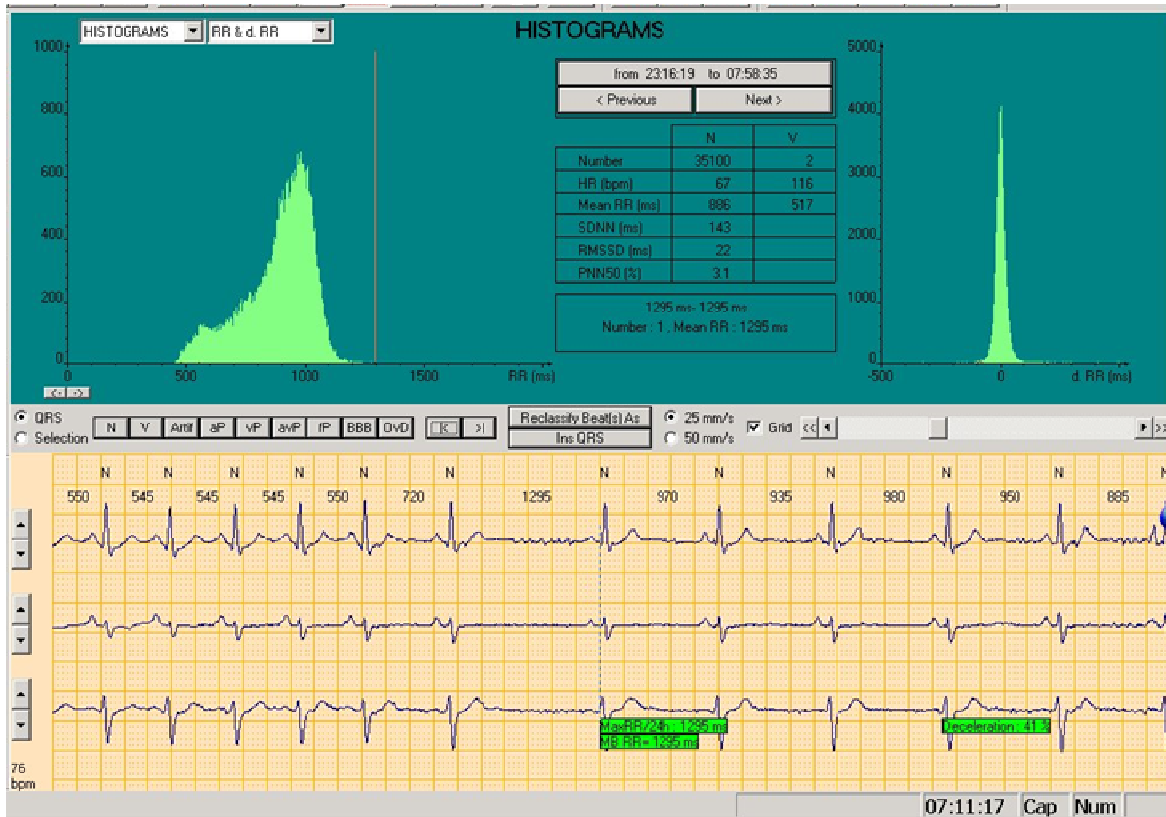 HISTOGRAMS RR & d. RR
HISTOGRAMS
1000
800
600
400
200
0
0 500 1000 1500 RR (ms)
from 23:16:19 to 07:58:35
< Previous Next >
N V
Number 35100 2
HR (bpm) 67 116
Mean RR (ms) 886 517
SDNN (ms) 143
RMSSD (ms) 22
PNN50 (%) 3.1
1295 ms- 1295 ms
Number : 1 , Mean RR : 1295 ms
5000
4000
3000
2000
1000
0
-500 0 d. RR (ms)
<- ->
QRS
Selection
N V Artif aP vP avP fP BBB OvD |< >|
Reclassify Beat(s) As
Ins QRS
25 mm/s
50 mm/s
Grid <<  >>
N N N N N N N N N N N
550 545 545 545 550 720 1295 970 935 980 950 885
MaxRR/24h : 1295 ms
MB RR= 1295 ms
Deceleration : 41 %
76
bpm
07:11:17 Cap Num